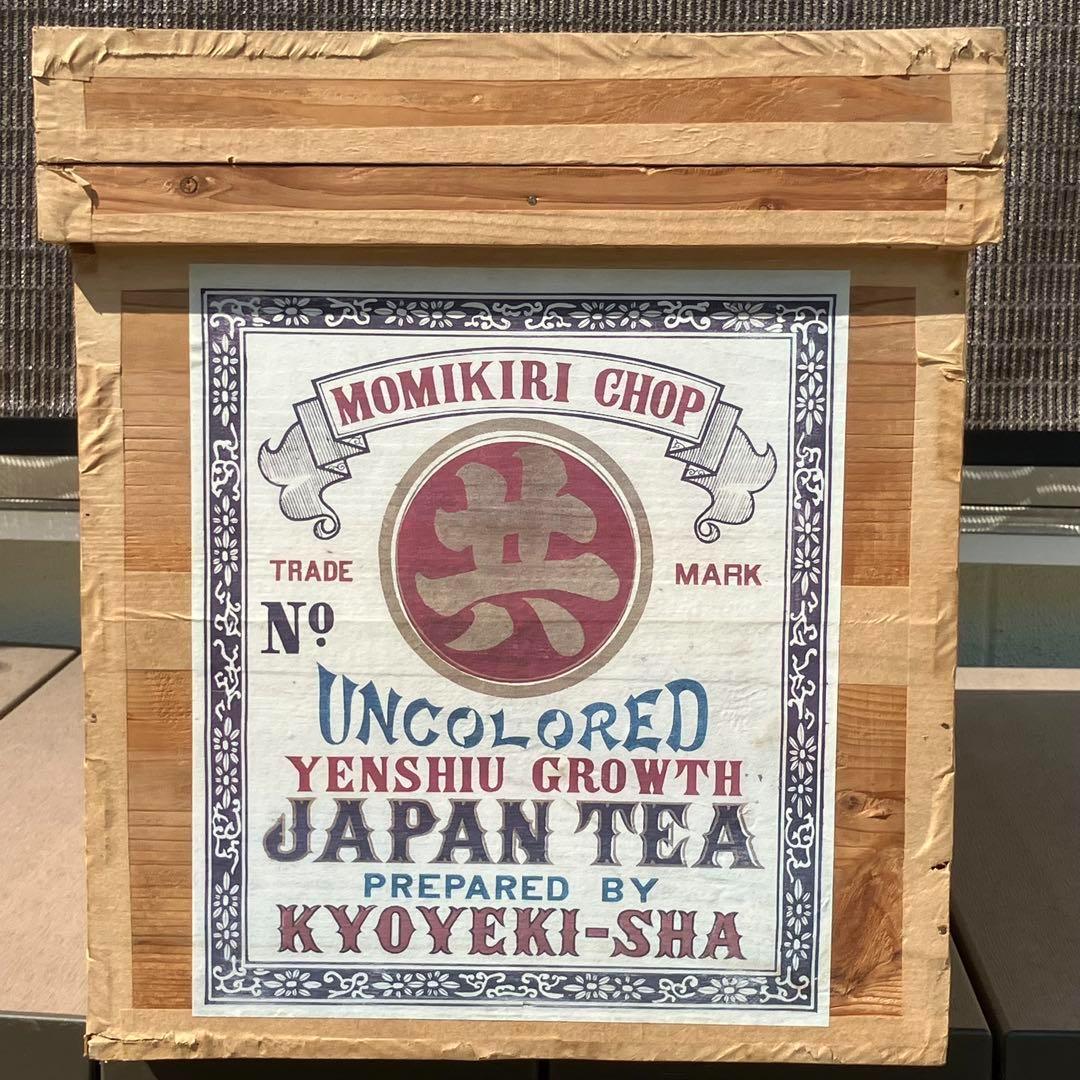 MOMIKIRI CHOP
共
TRADE MARK
Nº
UNCOLORED
YENSHIU GROWTH
JAPAN TEA
PREPARED BY
KYOYEKI-SHA